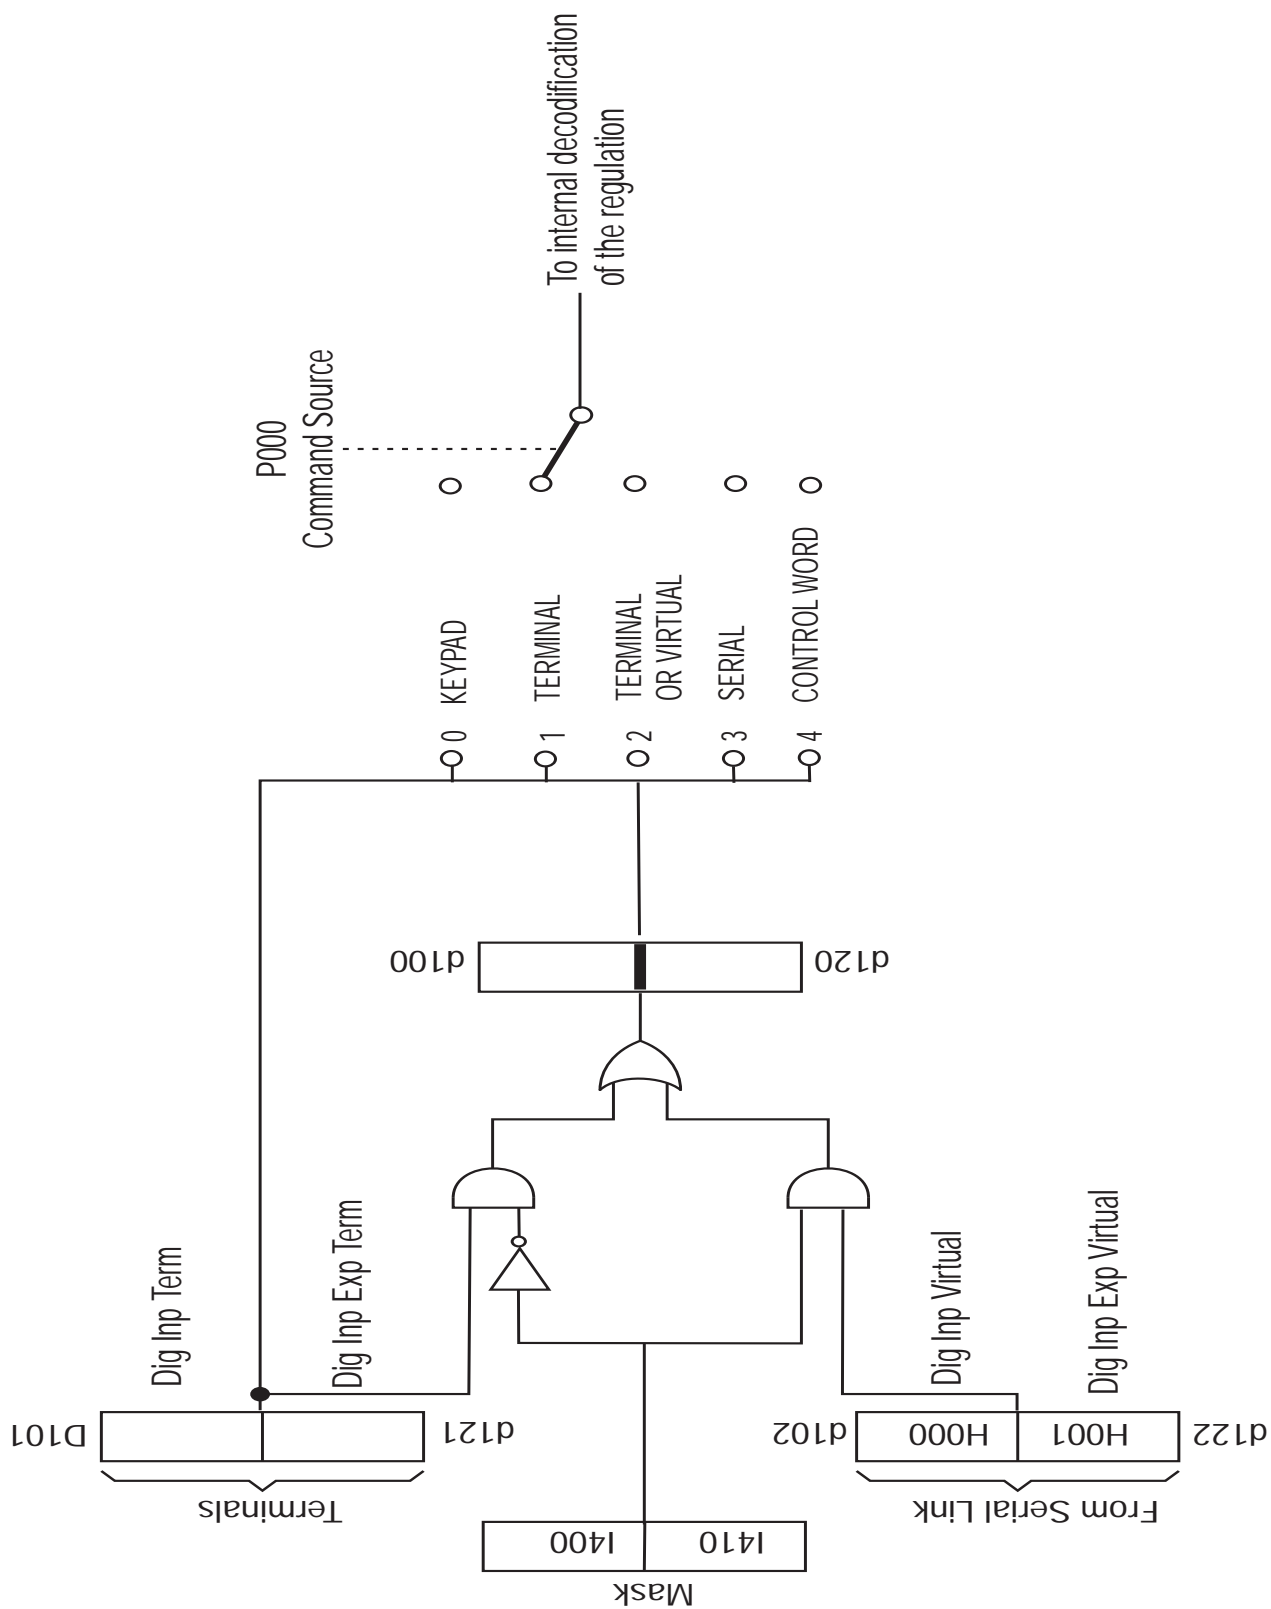 To internal decodification
of the regulation
P000
Command Source
0 KEYPAD
1 TERMINAL
2 TERMINAL
OR VIRTUAL
3 SERIAL
4 CONTROL WORD
d100
d120
Dig Inp Term
Dig Inp Exp Term
D101
d121
Terminals
Dig Inp Virtual
Dig Inp Exp Virtual
d102
H000
H001
d122
From Serial Link
I400
I410
Mask